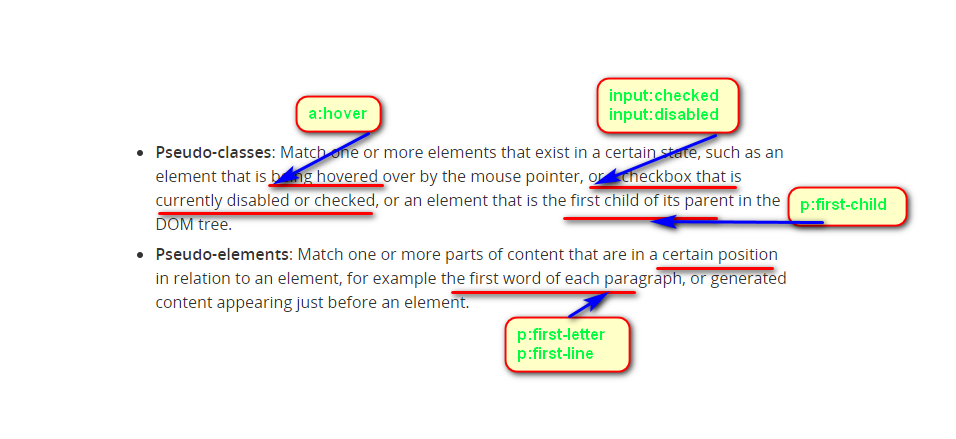 a:hover
input:checked
input:disabled
Pseudo-classes: Match one or more elements that exist in a certain state, such as an
element that is being hovered over by the mouse pointer, or a checkbox that is
currently disabled or checked, or an element that is the first child of its parent in the
DOM tree.
p:first-child
Pseudo-elements: Match one or more parts of content that are in a certain position
in relation to an element, for example the first word of each paragraph, or generated
content appearing just before an element.
p:first-letter
p:first-line